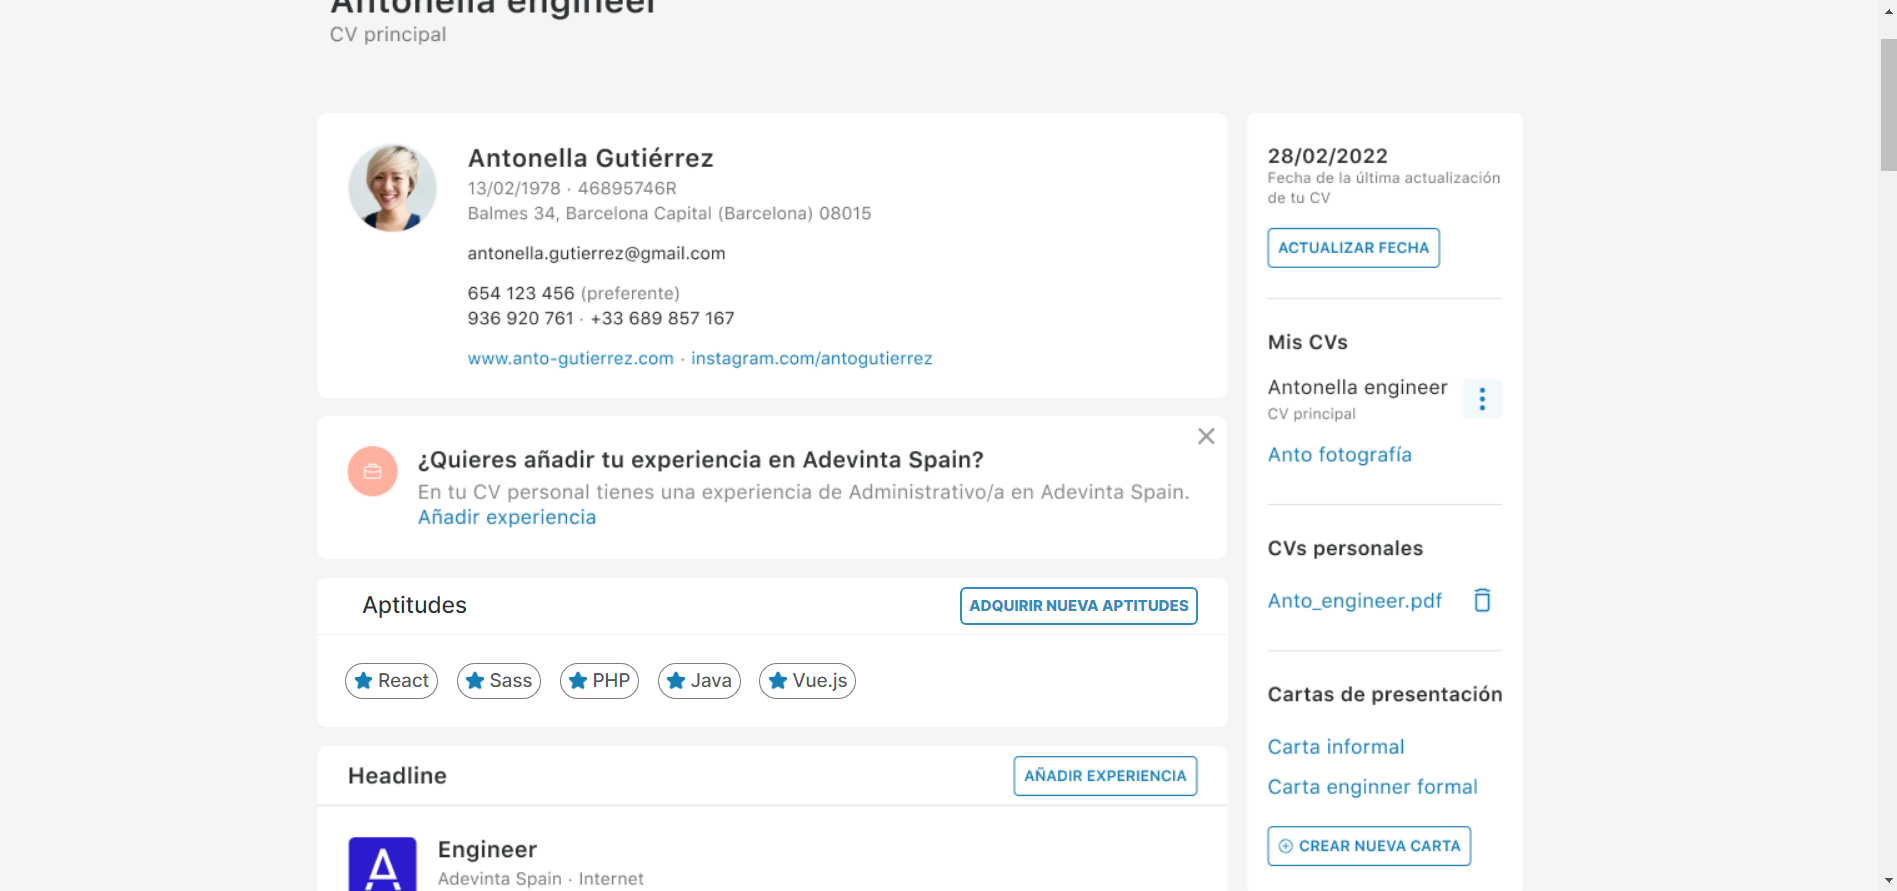 Antonella engineer
CV principal
Antonella Gutiérrez
13/02/1978 · 46895746R
Balmes 34, Barcelona Capital (Barcelona) 08015
antonella.gutierrez@gmail.com
654 123 456 (preferente)
936 920 761 · +33 689 857 167
www.anto-gutierrez.com · instagram.com/antogutierrez
¿Quieres añadir tu experiencia en Adevinta Spain?
En tu CV personal tienes una experiencia de Administrativo/a en Adevinta Spain.
Añadir experiencia
Aptitudes
ADQUIRIR NUEVA APTITUDES
React
Sass
PHP
Java
Vue.js
Headline
AÑADIR EXPERIENCIA
A
Engineer
Adevinta Spain · Internet
28/02/2022
Fecha de la última actualización
de tu CV
ACTUALIZAR FECHA
Mis CVs
Antonella engineer
CV principal
Anto fotografía
CVs personales
Anto_engineer.pdf
Cartas de presentación
Carta informal
Carta enginner formal
CREAR NUEVA CARTA